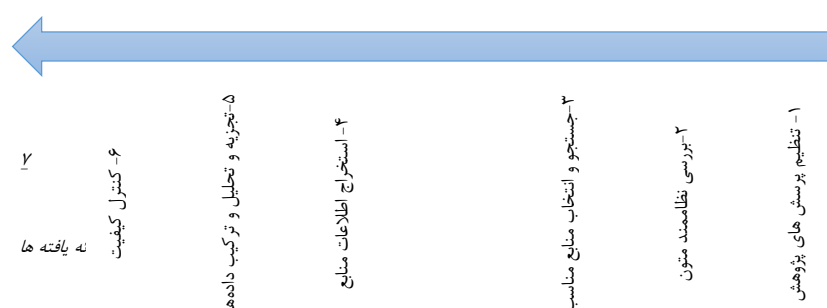 ۱- تنظیم پرسش های پژوهش
۲-بررسی نظاممند متون
۳-جستجو و انتخاب منابع مناسب
۴- استخراج اطلاعات منابع
۵-تجزیه و تحلیل و ترکیب داده‌ها
۶- کنترل کیفیت
۷
یافته ها